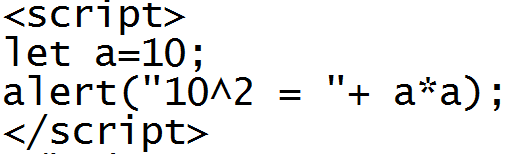 <script>
let a=10;
alert("10^2 = "+ a*a);
</script>